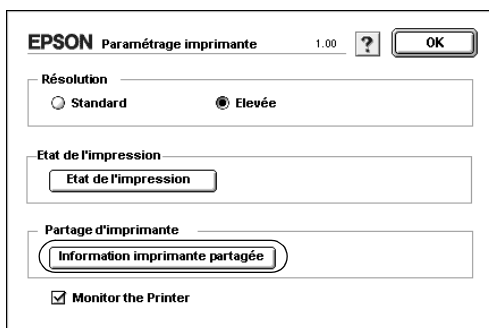 EPSON Paramétrage imprimante 1.00 ? OK
Résolution
Standard Elevée
Etat de l'impression
Etat de l'impression
Partage d'imprimante
Information imprimante partagée
Monitor the Printer